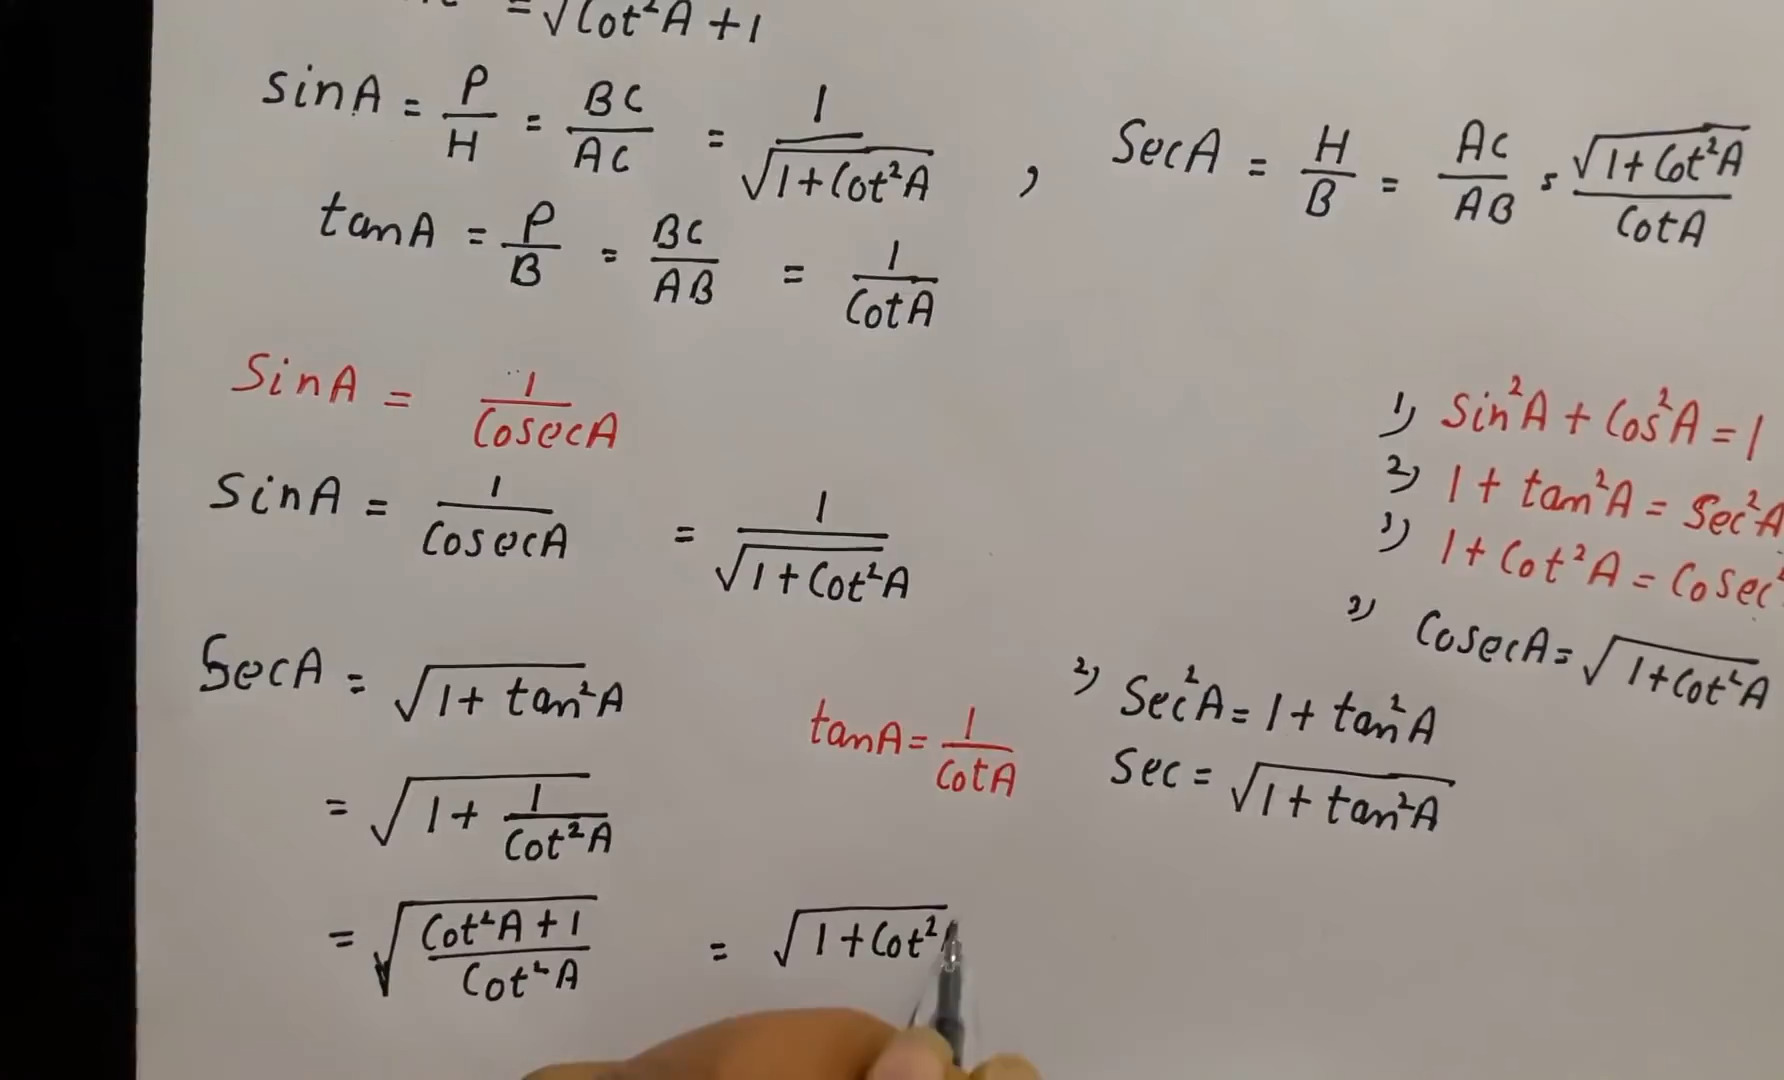 = √Cot²A + 1
sinA = P/H = BC/AC = 1/√1+Cot²A , SecA = H/B = AC/AB = √1+Cot²A/CotA
tanA = P/B = BC/AB = 1/CotA
SinA = 1/CosecA
1) Sin²A + Cos²A = 1
2) 1 + tan²A = Sec²A
3) 1 + Cot²A = Cosec²
SinA = 1/CosecA = 1/√1+Cot²A
CosecA = √1+Cot²A
SecA = √1+ tan²A
tanA = 1/CotA
2) Sec²A = 1 + tan²A
Sec = √1 + tan²A
= √1 + 1/Cot²A
= √Cot²A + 1/Cot²A = √1 + Cot²